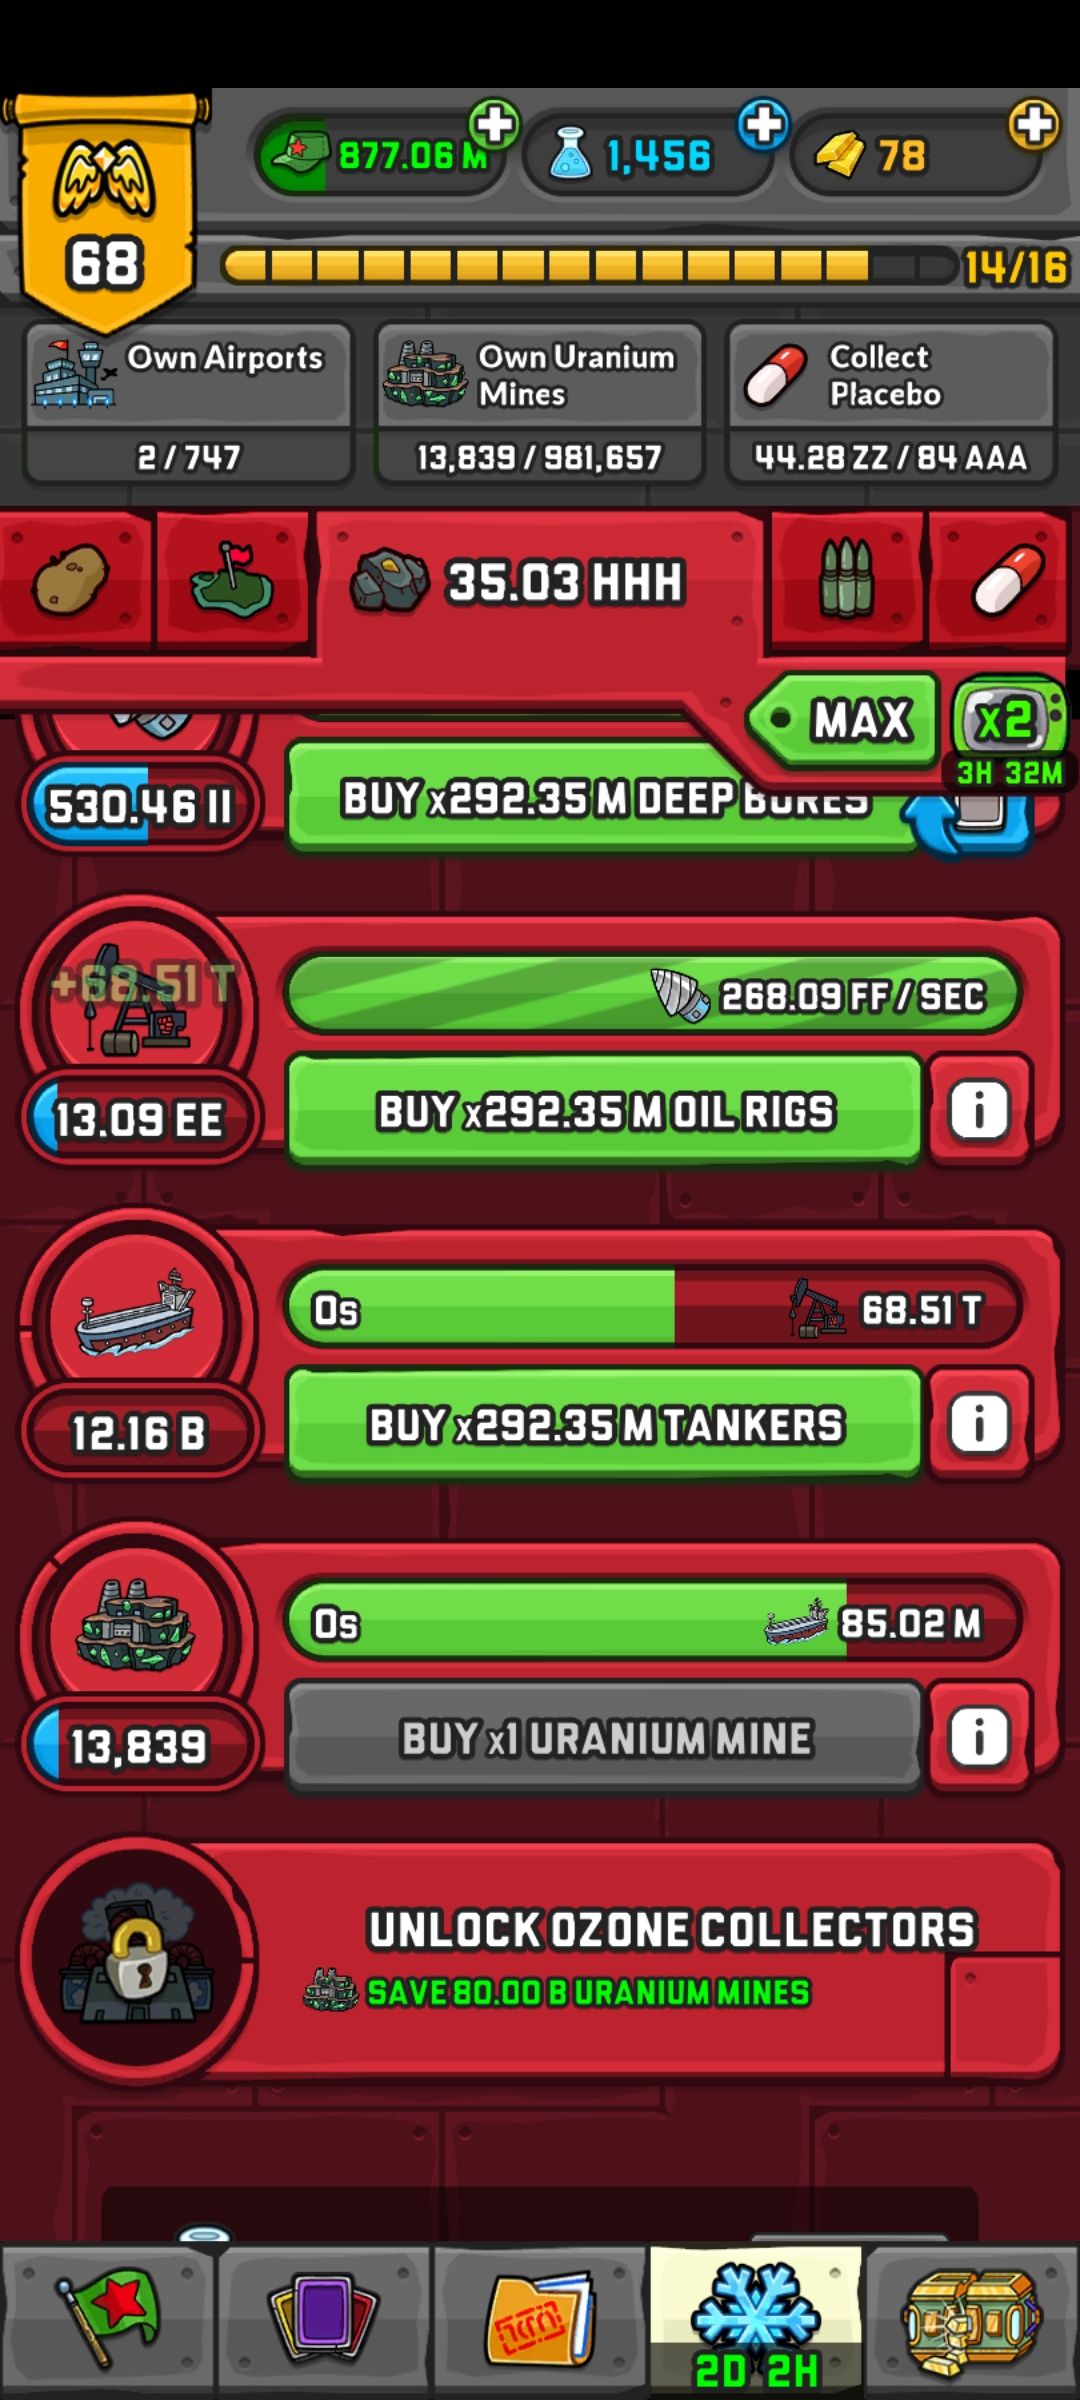 877.06 M
1,456
78
68
14/16
Own Airports
2 / 747
Own Uranium
Mines
13,839 / 981,657
Collect
Placebo
44.28 ZZ / 84 AAA
35.03 HHH
MAX
x2
3H 32M
530.46 II
BUY x292.35 M DEEP BORES
+68.51 T
268.09 FF / SEC
13.09 EE
BUY x292.35 M OIL RIGS
i
0s
68.51 T
12.16 B
BUY x292.35 M TANKERS
i
0s
85.02 M
13,839
BUY x1 URANIUM MINE
i
UNLOCK OZONE COLLECTORS
SAVE 80.00 B URANIUM MINES
2D 2H